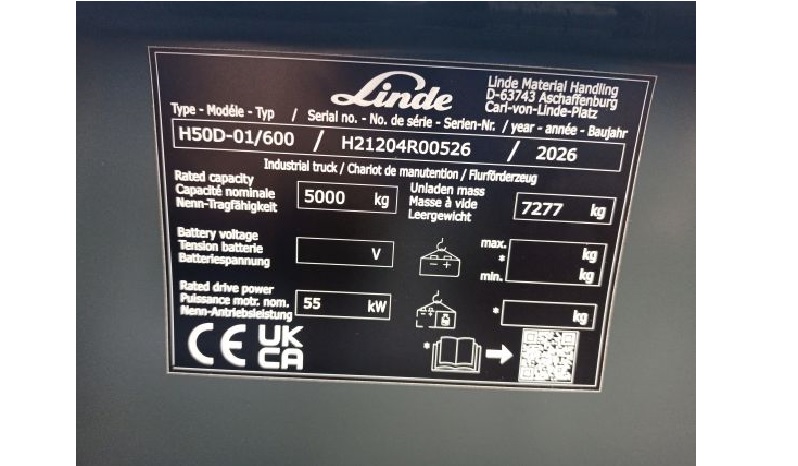 Linde
Linde Material Handling
D-63743 Aschaffenburg
Carl-von-Linde-Platz
Type - Modéle - Typ / Serial no. - No. de série - Serien-Nr. / year - année - Baujahr
H50D-01/600 / H21204R00526 / 2026
Industrial truck / Chariot de manutention / Flurförderzeug
Rated capacity
Capacité nominale
Nenn-Tragfähigkeit
5000 kg
Unladen mass
Masse à vide
Leergewicht
7277 kg
Battery voltage
Tension batterie
Batteriespannung
V
- +
max.
*
min.
kg
kg
Rated drive power
Puissance motr. nom.
Nenn-Antriebsleistung
55 kW
- +
*
kg
CE UK
CA
*